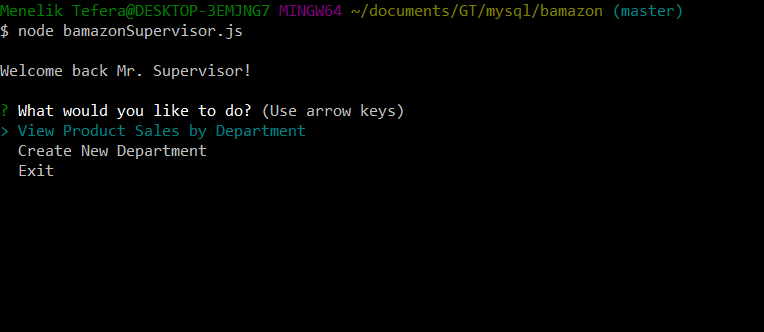 Menelik Tefera@DESKTOP-3EMJNG7 MINGW64 ~/documents/GT/mysql/bamazon (master)
$ node bamazonSupervisor.js
Welcome back Mr. Supervisor!
? What would you like to do? (Use arrow keys)
> View Product Sales by Department
Create New Department
Exit